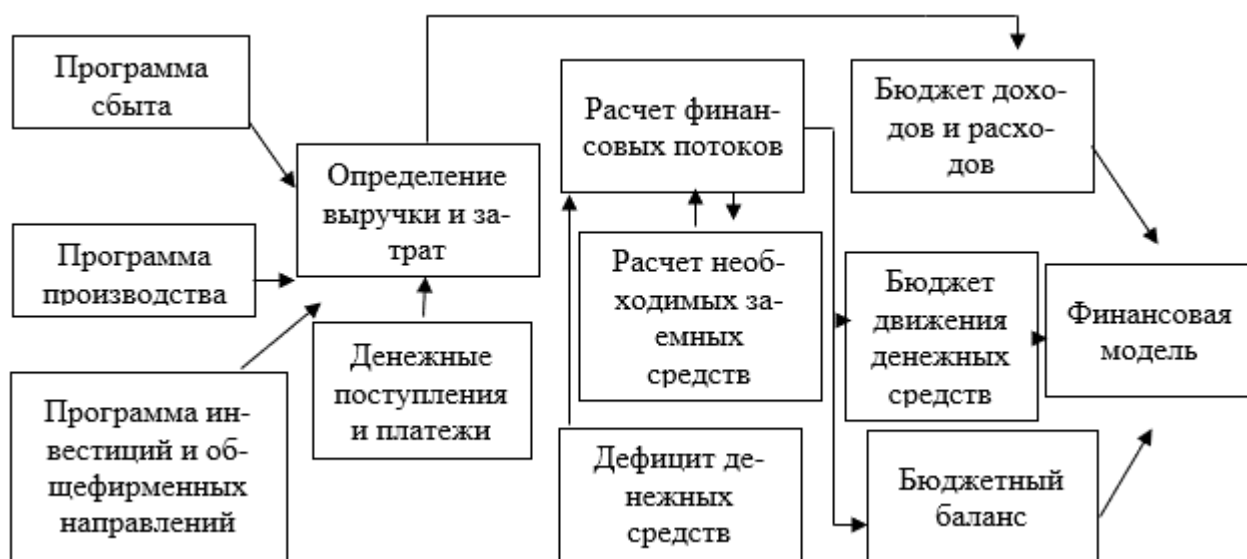 Программа
сбыта
Программа
производства
Программа ин-
вестиций и об-
щефирменных
направлений
Определение
выручки и за-
трат
Денежные
поступления
и платежи
Расчет финан-
совых потоков
Расчет необ-
ходимых за-
емных
средств
Дефицит де-
нежных
средств
Бюджет дохо-
дов и расхо-
дов
Бюджет
движения
денежных
средств
Бюджетный
баланс
Финансовая
модель